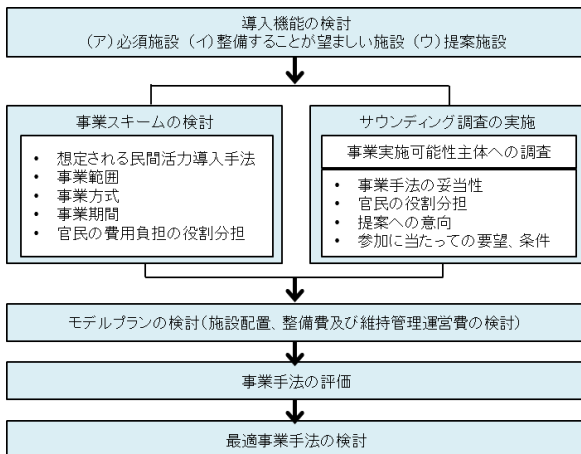 導入機能の検討
(ア)必須施設 (イ)整備することが望ましい施設 (ウ)提案施設
事業スキームの検討
• 想定される民間活力導入手法
• 事業範囲
• 事業方式
• 事業期間
• 官民の費用負担の役割分担
サウンディング調査の実施
事業実施可能性主体への調査
• 事業手法の妥当性
• 官民の役割分担
• 提案への意向
• 参加に当たっての要望、条件
モデルプランの検討(施設配置、整備費及び維持管理運営費の検討)
事業手法の評価
最適事業手法の検討